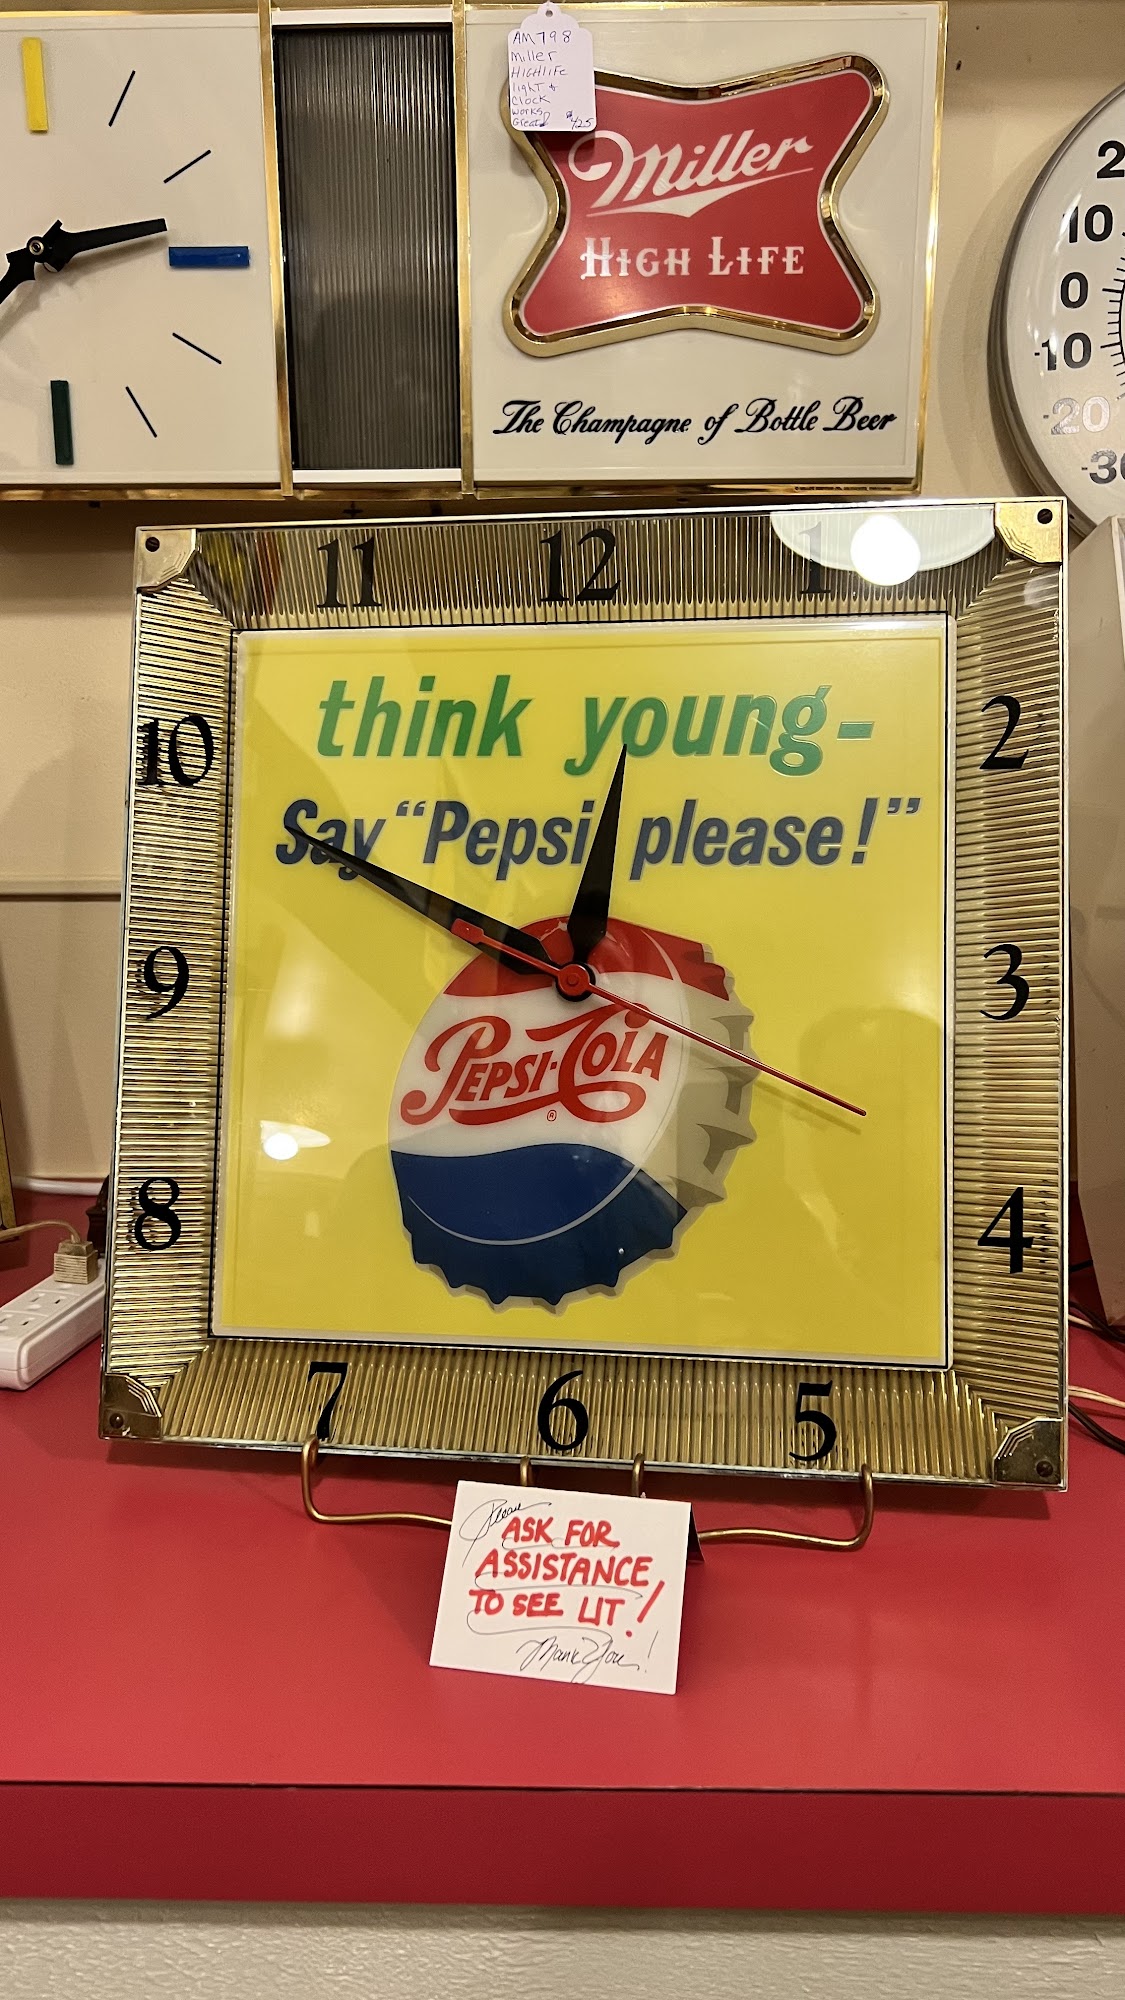 AM798
Miller
HIGHLIFE
LIGHT &
CLOCK
WORKS
Great!
Miller
HIGH LIFE
The Champagne of Bottle Beer
2
10
0
-10
-20
-30
11 12 1
10 2
9 3
8 4
7 6 5
think young-
Say “Pepsi please!”
PEPSI-COLA
®
Please
ASK FOR
ASSISTANCE
TO SEE LIT!
Thank You!